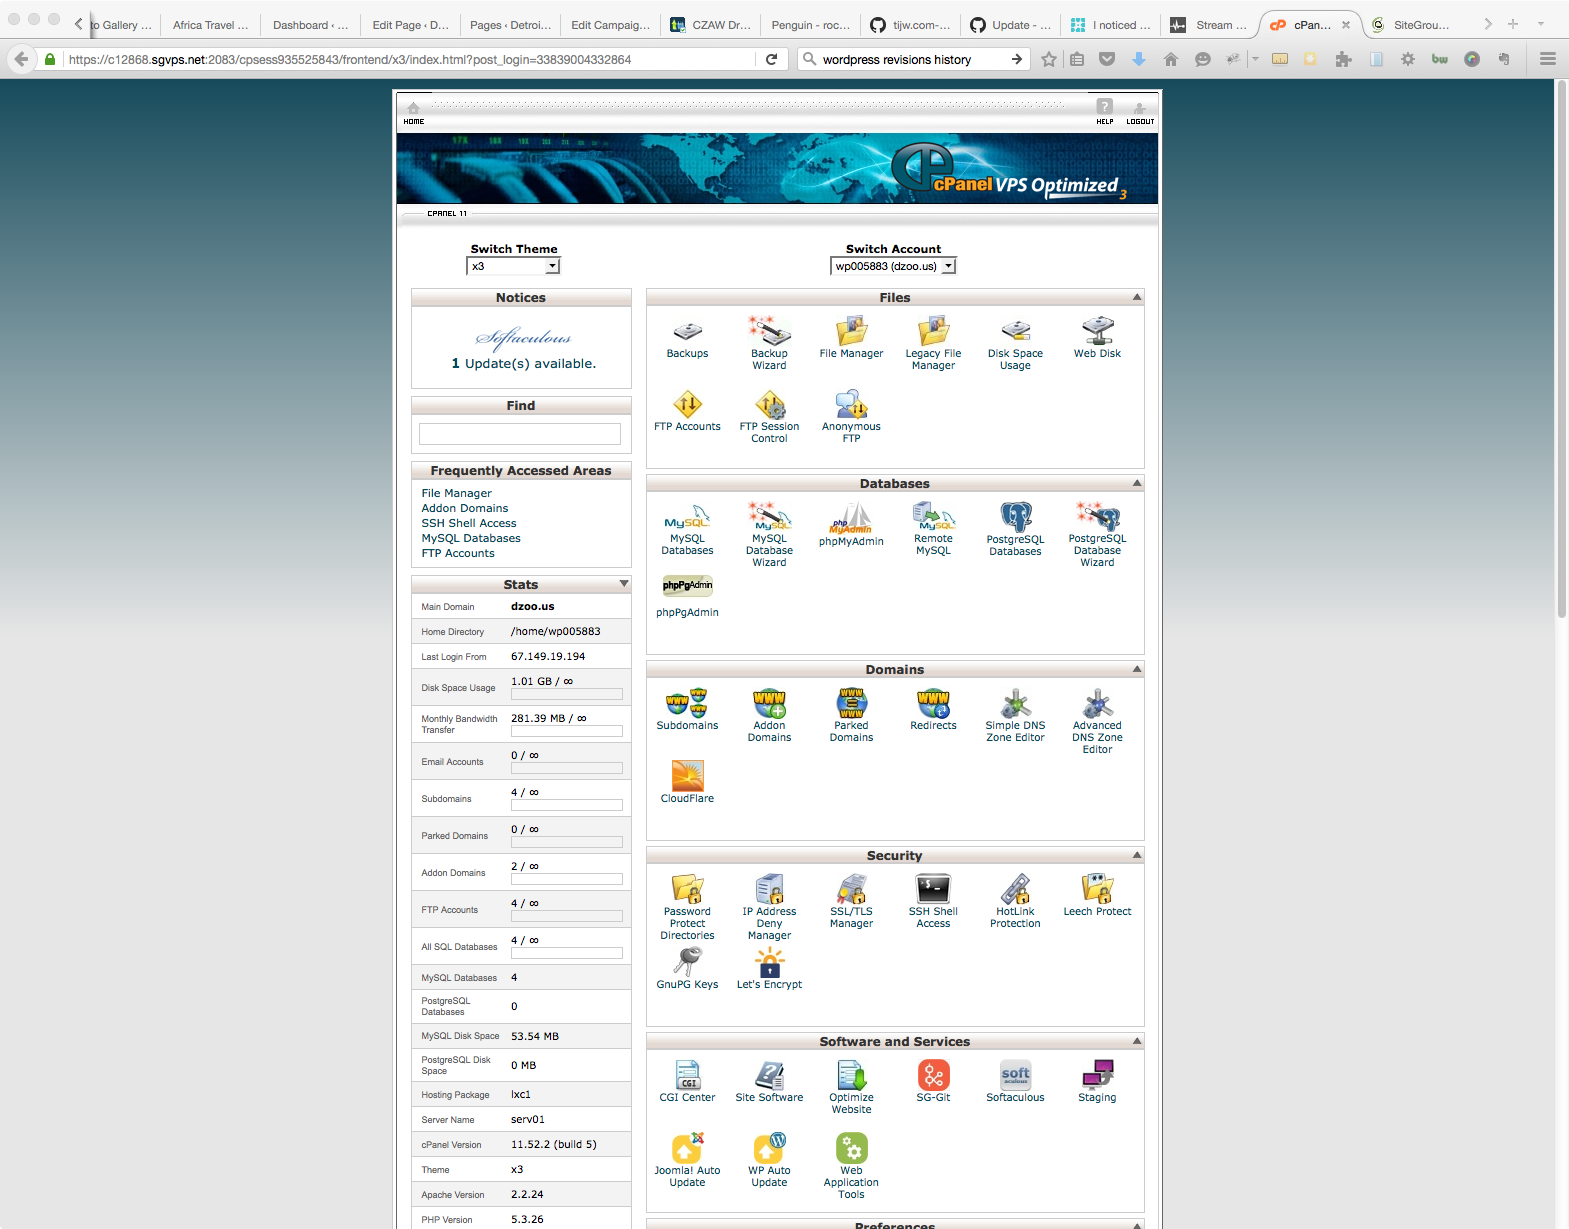 to Gallery ...
Africa Travel ...
Dashboard ‹ ...
Edit Page ‹ D...
Pages ‹ Detroi...
Edit Campaig...
CZAW Dr...
Penguin - roc...
tijw.com-...
Update - ...
I noticed ...
Stream ...
cPan...
SiteGrou...
https://c12868.sgvps.net:2083/cpsess935525843/frontend/x3/index.html?post_login=33839004332864
wordpress revisions history
bw
HOME
HELP
LOGOUT
cPanel VPS Optimized 3
CPANEL 11
Switch Theme
x3
Switch Account
wp005883 (dzoo.us)
Notices
Softaculous
1 Update(s) available.
Find
Frequently Accessed Areas
File Manager
Addon Domains
SSH Shell Access
MySQL Databases
FTP Accounts
Stats
Main Domain dzoo.us
Home Directory /home/wp005883
Last Login From 67.149.19.194
Disk Space Usage 1.01 GB / ∞
Monthly Bandwidth Transfer 281.39 MB / ∞
Email Accounts 0 / ∞
Subdomains 4 / ∞
Parked Domains 0 / ∞
Addon Domains 2 / ∞
FTP Accounts 4 / ∞
All SQL Databases 4 / ∞
MySQL Databases 4
PostgreSQL Databases 0
MySQL Disk Space 53.54 MB
PostgreSQL Disk Space 0 MB
Hosting Package lxc1
Server Name serv01
cPanel Version 11.52.2 (build 5)
Theme x3
Apache Version 2.2.24
PHP Version 5.3.26
Files
Backups
Backup Wizard
File Manager
Legacy File Manager
Disk Space Usage
Web Disk
FTP Accounts
FTP Session Control
Anonymous FTP
Databases
MySQL Databases
MySQL Database Wizard
phpMyAdmin
Remote MySQL
PostgreSQL Databases
PostgreSQL Database Wizard
phpPgAdmin
phpPgAdmin
Domains
Subdomains
Addon Domains
Parked Domains
Redirects
Simple DNS Zone Editor
Advanced DNS Zone Editor
CloudFlare
Security
Password Protect Directories
IP Address Deny Manager
SSL/TLS Manager
SSH Shell Access
HotLink Protection
Leech Protect
GnuPG Keys
Let's Encrypt
Software and Services
CGI Center
Site Software
Optimize Website
SG-Git
Softaculous
Staging
Joomla! Auto Update
WP Auto Update
Web Application Tools
Preferences